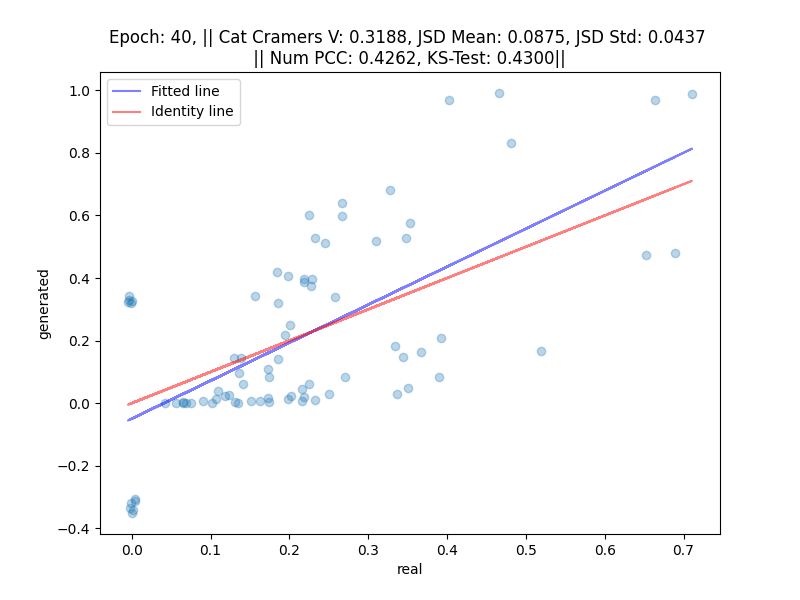 Epoch: 40, || Cat Cramers V: 0.3188, JSD Mean: 0.0875, JSD Std: 0.0437
|| Num PCC: 0.4262, KS-Test: 0.4300||
Fitted line
Identity line
1.0
0.8
0.6
0.4
0.2
0.0
−0.2
−0.4
generated
0.0 0.1 0.2 0.3 0.4 0.5 0.6 0.7
real